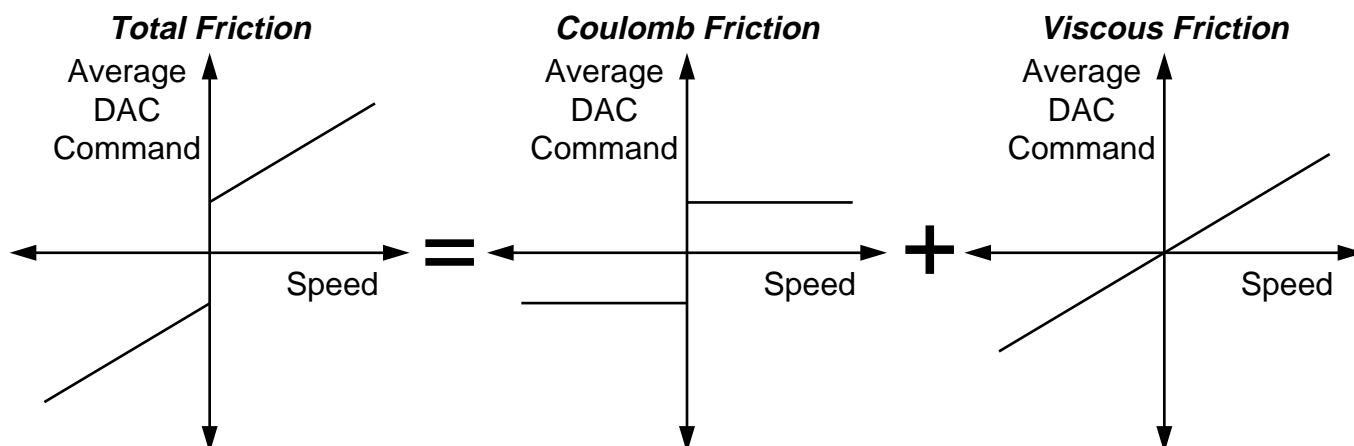 Total Friction
Average
DAC
Command
Speed
=
Coulomb Friction
Average
DAC
Command
Speed
+
Viscous Friction
Average
DAC
Command
Speed